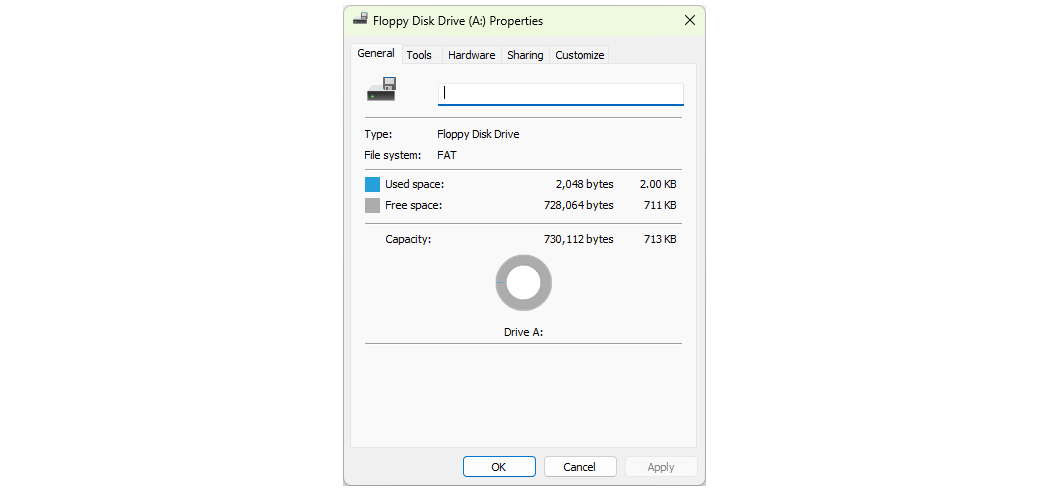 Floppy Disk Drive (A:) Properties
General Tools Hardware Sharing Customize
Type: Floppy Disk Drive
File system: FAT
Used space: 2,048 bytes 2.00 KB
Free space: 728,064 bytes 711 KB
Capacity: 730,112 bytes 713 KB
Drive A:
OK Cancel Apply